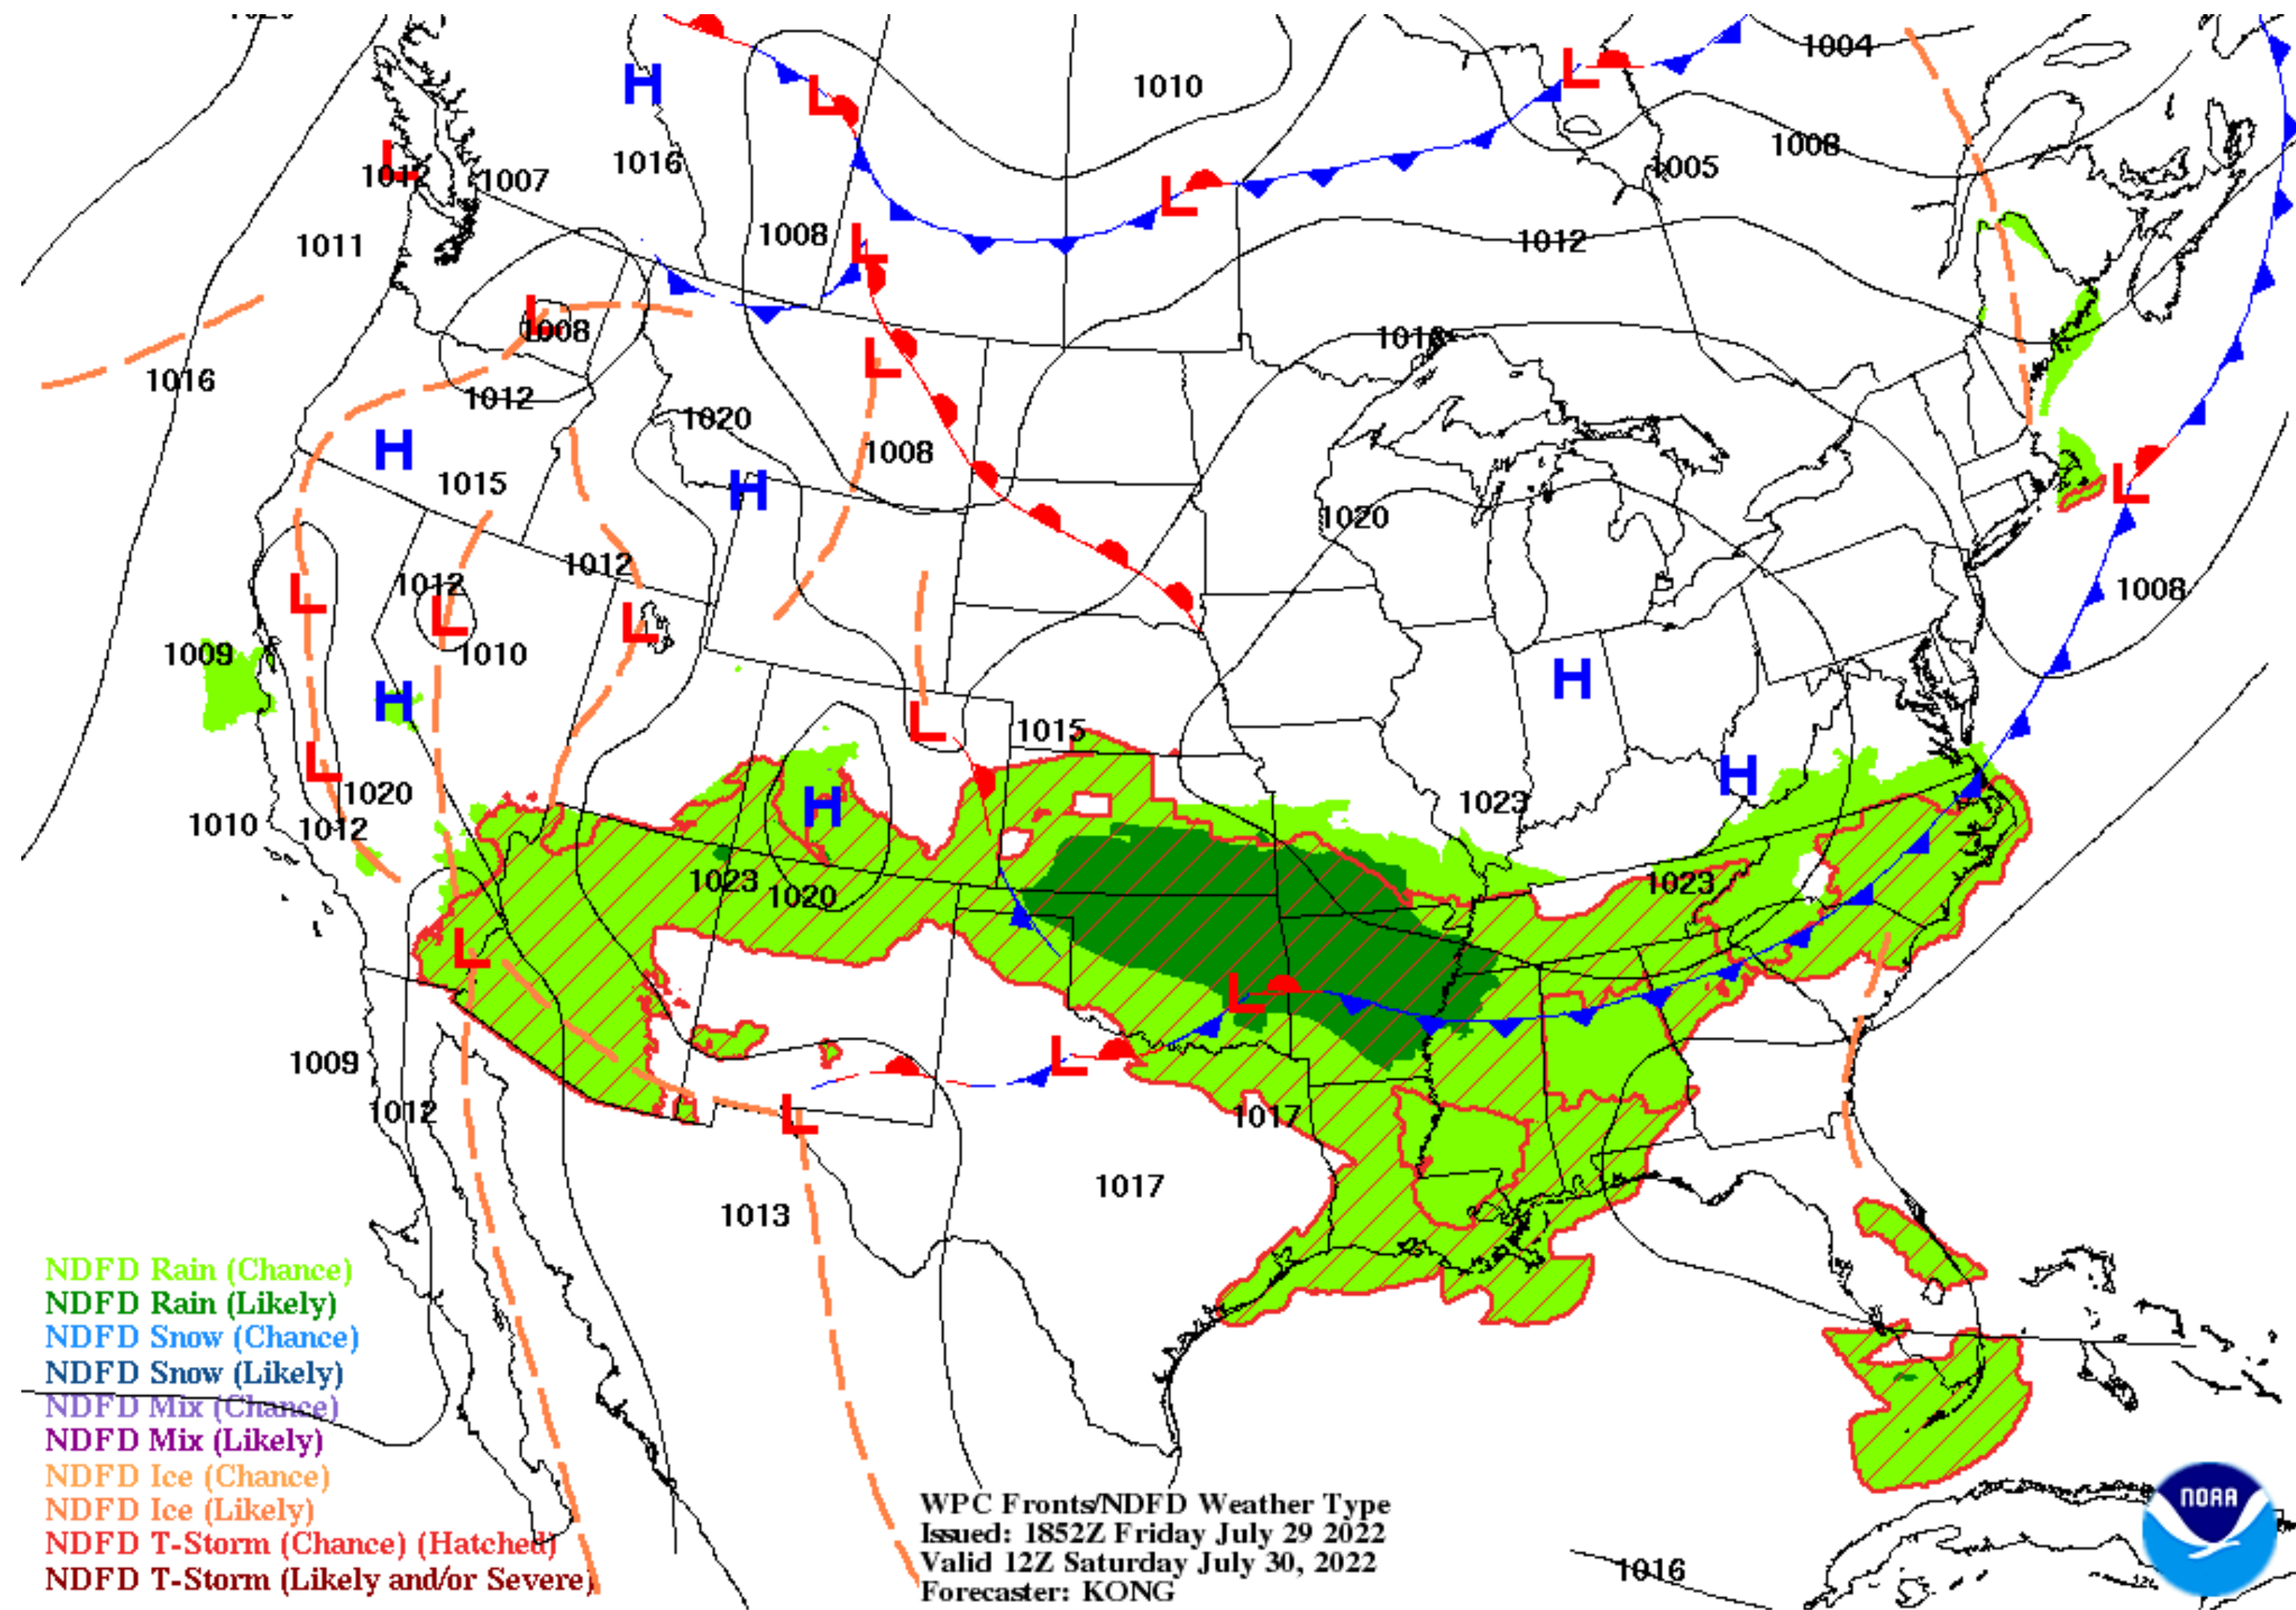 1004
H
L
L
1010
1008
1016
L
1012
1007
1005
L
1011
1008
L
1012
L
1008
1016
L
1012
1020
H
1015
1008
H
L
1020
1012
1012
L
1010
L
L
1008
1009
H
H
L
1015
L
1020
H
H
1023
1010
1012
1023
1020
1023
L
L
1009
L
1012
L
1017
1017
1013
NDFD Rain (Chance)
NDFD Rain (Likely)
NDFD Snow (Chance)
NDFD Snow (Likely)
NDFD Mix (Chance)
NDFD Mix (Likely)
NDFD Ice (Chance)
NDFD Ice (Likely)
NDFD T-Storm (Chance) (Hatched)
NDFD T-Storm (Likely and/or Severe)
WPC Fronts/NDFD Weather Type
Issued: 1852Z Friday July 29 2022
Valid 12Z Saturday July 30, 2022
Forecaster: KONG
1016
NOAA